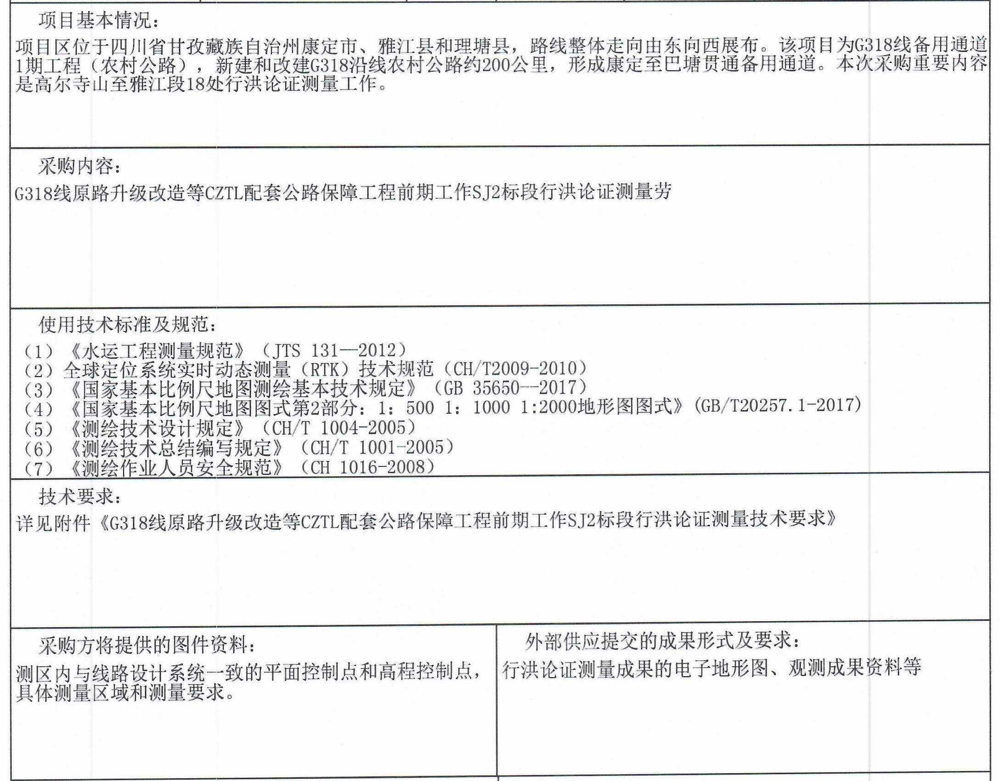 项目基本情况：
项目区位于四川省甘孜藏族自治州康定市、雅江县和理塘县，路线整体走向由东向西展布。该项目为G318线备用通道
1期工程（农村公路），新建和改建G318沿线农村公路约200公里，形成康定至巴塘贯通备用通道。本次采购重要内容
是高尔寺山至雅江段18处行洪论证测量工作。
采购内容：
G318线原路升级改造等CZTL配套公路保障工程前期工作SJ2标段行洪论证测量劳
使用技术标准及规范：
（1）《水运工程测量规范》（JTS 131—2012）
（2）全球定位系统实时动态测量（RTK）技术规范（CH/T2009-2010）
（3）《国家基本比例尺地图测绘基本技术规定》（GB 35650--2017）
（4）《国家基本比例尺地图图式第2部分：1：500 1：1000 1:2000地形图图式》(GB/T20257.1-2017)
（5）《测绘技术设计规定》（CH/T 1004-2005）
（6）《测绘技术总结编写规定》（CH/T 1001-2005）
（7）《测绘作业人员安全规范》（CH 1016-2008）
技术要求：
详见附件《G318线原路升级改造等CZTL配套公路保障工程前期工作SJ2标段行洪论证测量技术要求》
采购方将提供的图件资料：
测区内与线路设计系统一致的平面控制点和高程控制点，
具体测量区域和测量要求。
外部供应提交的成果形式及要求：
行洪论证测量成果的电子地形图、观测成果资料等